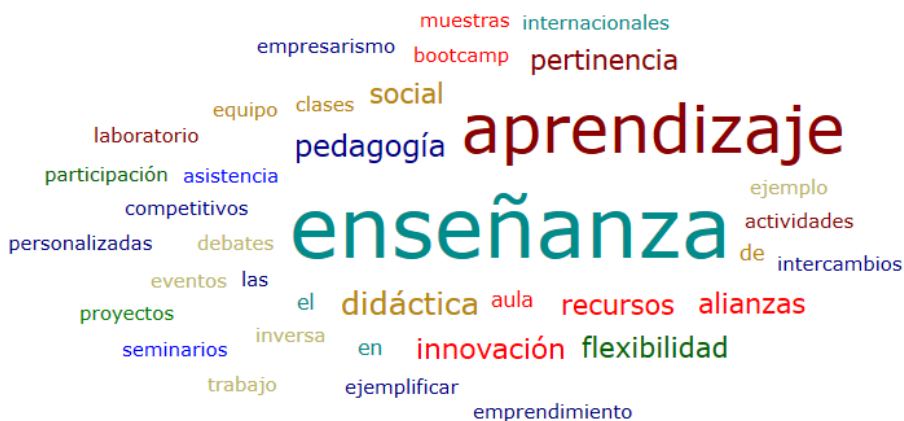 muestras internacionales
empresarismo bootcamp pertinencia
equipo clases social
laboratorio pedagogía aprendizaje
participación asistencia ejemplo
competitivos enseñanza actividades
personalizadas debates de intercambios
eventos las
proyectos el didáctica aula recursos alianzas
seminarios inversa en innovación flexibilidad
trabajo ejemplificar
emprendimiento